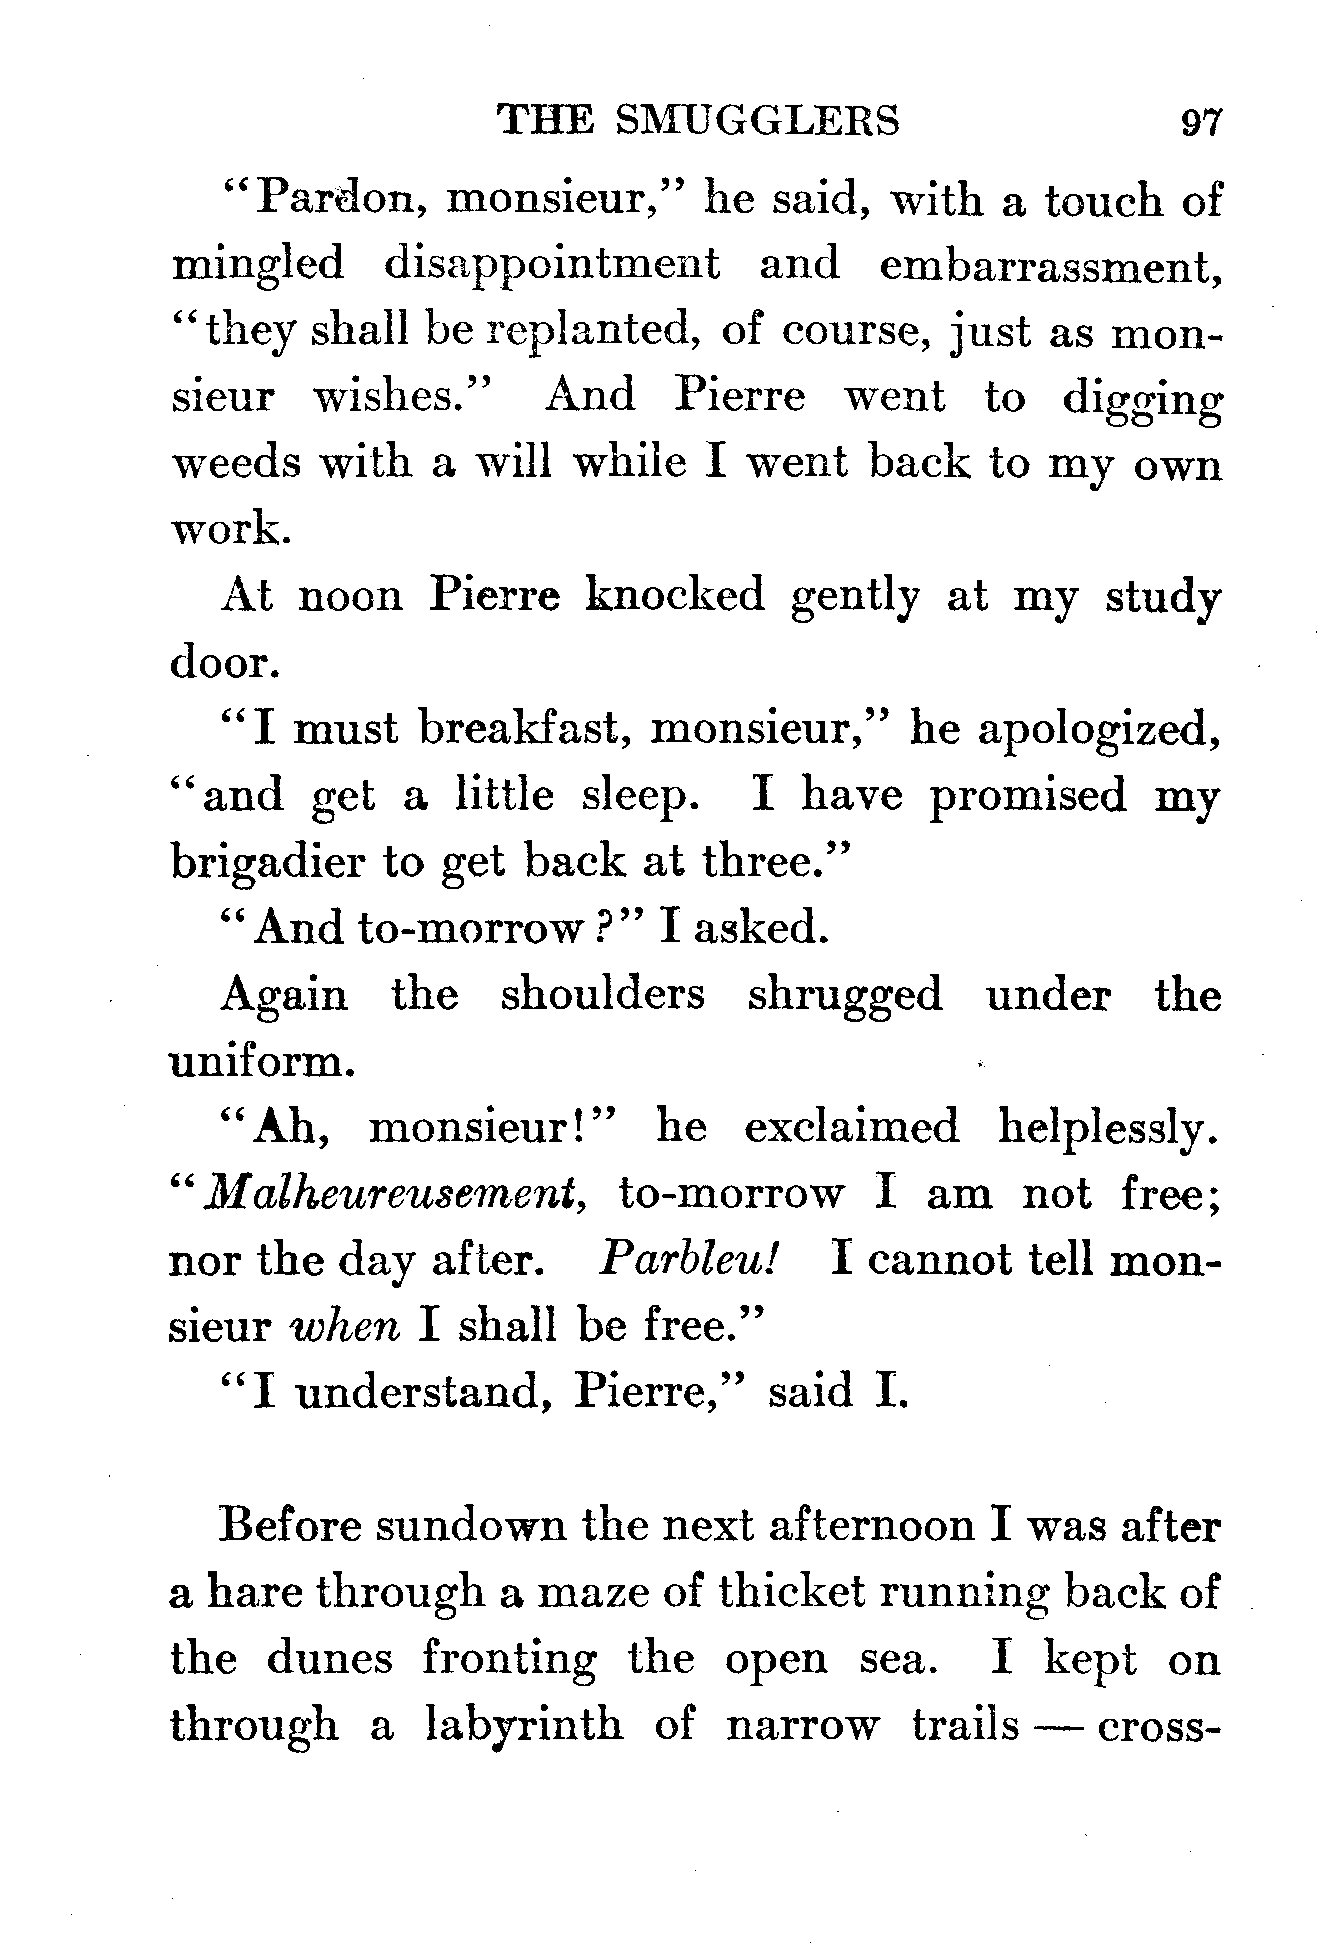 THE SMUGGLERS 97
“Pardon, monsieur,” he said, with a touch of
mingled disappointment and embarrassment,
“they shall be replanted, of course, just as mon-
sieur wishes.” And Pierre went to digging
weeds with a will while I went back to my own
work.
At noon Pierre knocked gently at my study
door.
“I must breakfast, monsieur,” he apologized,
“and get a little sleep. I have promised my
brigadier to get back at three.”
“And to-morrow?” I asked.
Again the shoulders shrugged under the
uniform.
“Ah, monsieur!” he exclaimed helplessly.
“Malheureusement, to-morrow I am not free;
nor the day after. Parbleu! I cannot tell mon-
sieur when I shall be free.”
“I understand, Pierre,” said I.
Before sundown the next afternoon I was after
a hare through a maze of thicket running back of
the dunes fronting the open sea. I kept on
through a labyrinth of narrow trails — cross-